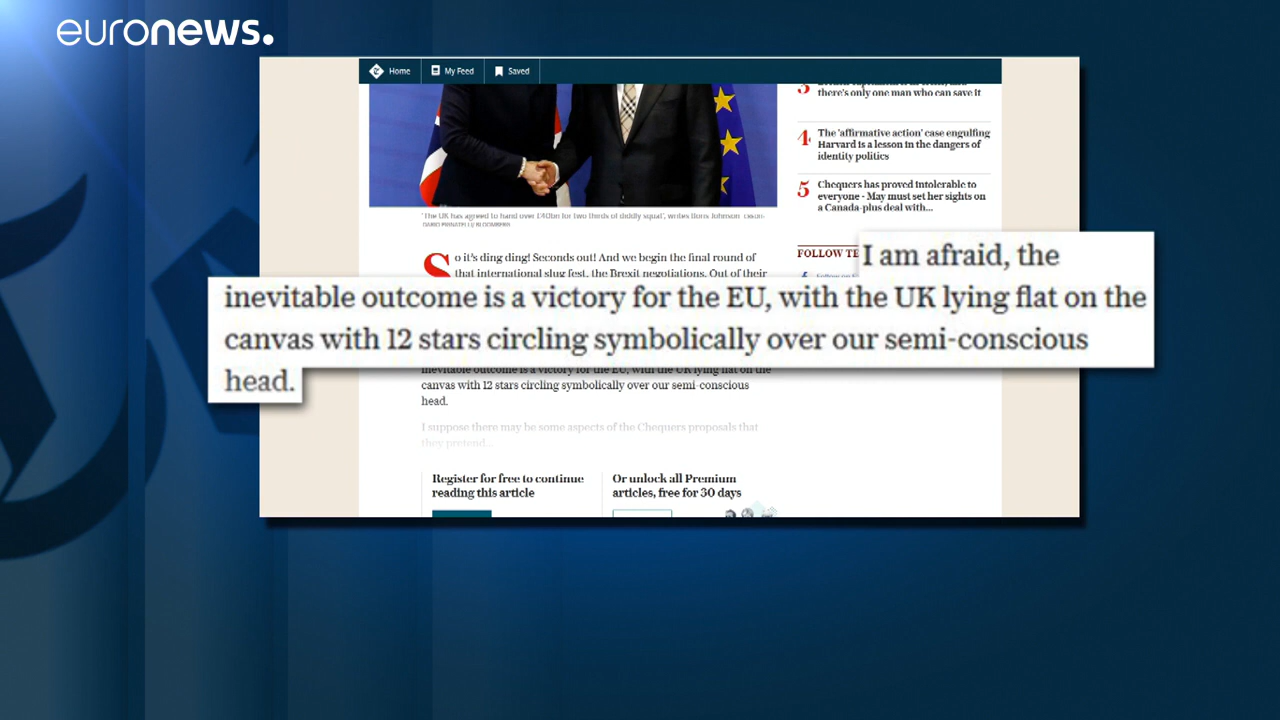 euronews.
Home
My Feed
Saved
3
there's only one man who can save it
4
The 'affirmative action' case engulfing
Harvard is a lesson in the dangers of
identity politics
5
Chequers has proved intolerable to
everyone - May must set her sights on
a Canada-plus deal with...
'The UK has agreed to hand over £40bn for two thirds of diddly squat', writes Boris Johnson CREDIT:
DARIO PIGNATELLI/ BLOOMBERG
So it's ding ding! Seconds out! And we begin the final round of
that international slug fest, the Brexit negotiations. Out of their
FOLLOW TE
I am afraid, the
inevitable outcome is a victory for the EU, with the UK lying flat on the
canvas with 12 stars circling symbolically over our semi-conscious
head.
inevitable outcome is a victory for the EU, with the UK lying flat on the
canvas with 12 stars circling symbolically over our semi-conscious
head.
I suppose there may be some aspects of the Chequers proposals that
they pretend...
Register for free to continue
reading this article
Or unlock all Premium
articles, free for 30 days